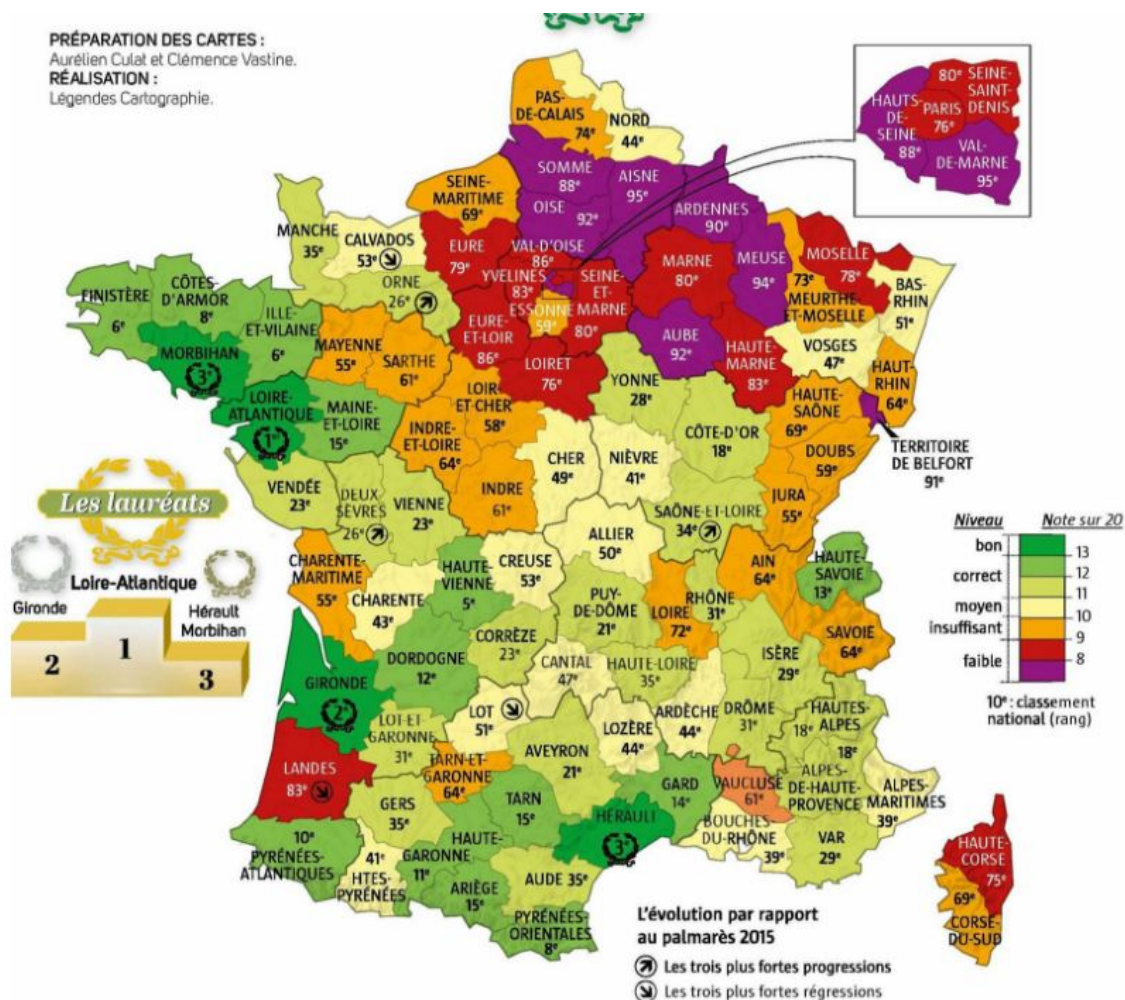 PRÉPARATION DES CARTES :
Aurélien Culat et Clémence Vastine.
RÉALISATION :
Légendes Cartographie.
PAS-
DE-CALAIS
74e
NORD
44e
80e SEINE-
SAINT-
DENIS
HAUTS-
DE-
SEINE
88e
PARIS
76e
VAL-
DE-MARNE
95e
SOMME
88e
AISNE
95e
SEINE-
MARITIME
69e
OISE 92e
ARDENNES
90e
MANCHE
35e
CALVADOS
53e
EURE
79e
VAL-D'OISE
86e
MARNE
80e
MEUSE
94e
MOSELLE
78e
73e
MEURTHE-
ET-MOSELLE
BAS-
RHIN
51e
YVELINES
83e
SEINE-
ET-
MARNE
80e
ESSONNE
59e
ORNE
26e
FINISTÈRE
6e
CÔTES-
D'ARMOR
8e
ILLE-
ET-VILAINE
6e
MORBIHAN
3e
MAYENNE
55e
SARTHE
61e
EURE-
ET-LOIR
86e
LOIRET
76e
AUBE
92e
HAUTE-
MARNE
83e
VOSGES
47e
HAUT-
RHIN
64e
YONNE
28e
LOIR-
ET-CHER
58e
LOIRE-
ATLANTIQUE
1er
MAINE-
ET-LOIRE
15e
INDRE-
ET-LOIRE
64e
CHER
49e
NIÈVRE
41e
CÔTE-D'OR
18e
HAUTE-
SAÔNE
69e
DOUBS
59e
TERRITOIRE
DE BELFORT
91e
VENDÉE
23e
DEUX
SÈVRES
26e
VIENNE
23e
INDRE
61e
SAÔNE-ET-LOIRE
34e
JURA
55e
Les lauréats
Loire-Atlantique
Gironde
Hérault
Morbihan
2
1
3
ALLIER
50e
CHARENTE-
MARITIME
55e
CHARENTE
43e
HAUTE-
VIENNE
5e
CREUSE
53e
PUY-
DE-DÔME
21e
LOIRE
72e
RHÔNE
31e
AIN
64e
HAUTE-
SAVOIE
13e
SAVOIE
64e
Niveau
Note sur 20
bon
13
correct
12
11
moyen
10
insuffisant
9
faible
8
10e : classement
national (rang)
CORRÈZE
23e
DORDOGNE
12e
CANTAL
47e
HAUTE-LOIRE
35e
ISÈRE
29e
GIRONDE
2e
LOT
51e
LOZÈRE
44e
ARDÈCHE
44e
DRÔME
31e
HAUTES-
ALPES
18e
18e
LOT-ET-
GARONNE
31e
TARN-ET-
GARONNE
64e
AVEYRON
21e
LANDES
83e
GERS
35e
TARN
15e
HÉRAULT
3e
GARD
14e
VAUCLUSE
61e
ALPES-
DE-HAUTE-
PROVENCE
ALPES-
MARITIMES
39e
BOUCHES-
DU-RHÔNE
39e
VAR
29e
10e
PYRÉNÉES-
ATLANTIQUES
41e
HTES-
PYRÉNÉES
HAUTE-
GARONNE
11e
ARIÈGE
15e
AUDE 35e
PYRÉNÉES-
ORIENTALES
8e
HAUTE-
CORSE
75e
69e
CORSE-
DU-SUD
L'évolution par rapport
au palmarès 2015
Les trois plus fortes progressions
Les trois plus fortes régressions